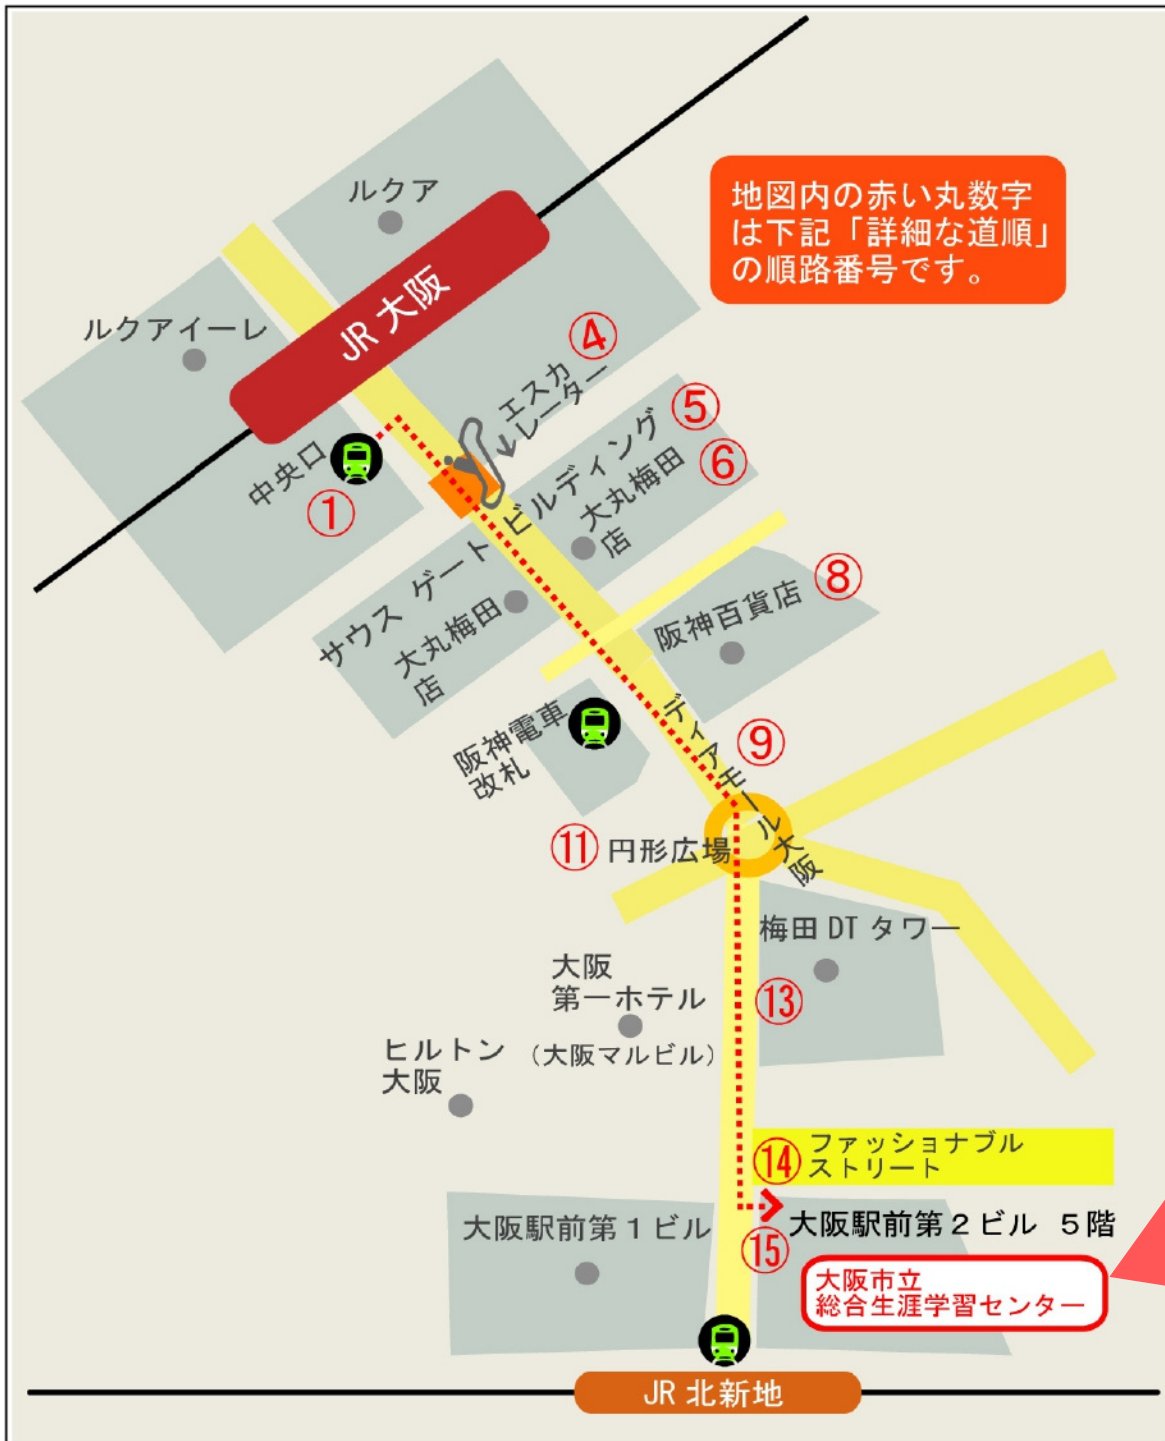 ルクア
地図内の赤い丸数字
は下記「詳細な道順」
の順路番号です。
JR 大阪
ルクアイーレ
④
エスカ
レーター
中央口
①
⑤
⑥
サウス ゲート ビルディング
大丸梅田
店
大丸梅田
店
⑧
阪神百貨店
阪神電車
改札
ディアモール大阪
⑨
⑪
円形広場
梅田 DT タワー
大阪
第一ホテル
(大阪マルビル)
⑬
ヒルトン
大阪
⑭
ファッショナブル
ストリート
大阪駅前第1ビル
⑮
大阪駅前第2ビル 5階
大阪市立
総合生涯学習センター
JR 北新地